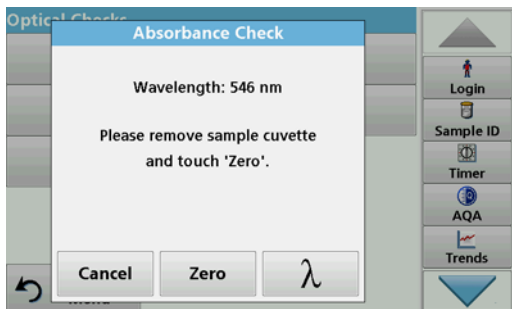 Optic
Absorbance Check
Wavelength: 546 nm
Please remove sample cuvette
and touch 'Zero'.
Cancel
Zero
λ
Login
Sample ID
Timer
AQA
Trends